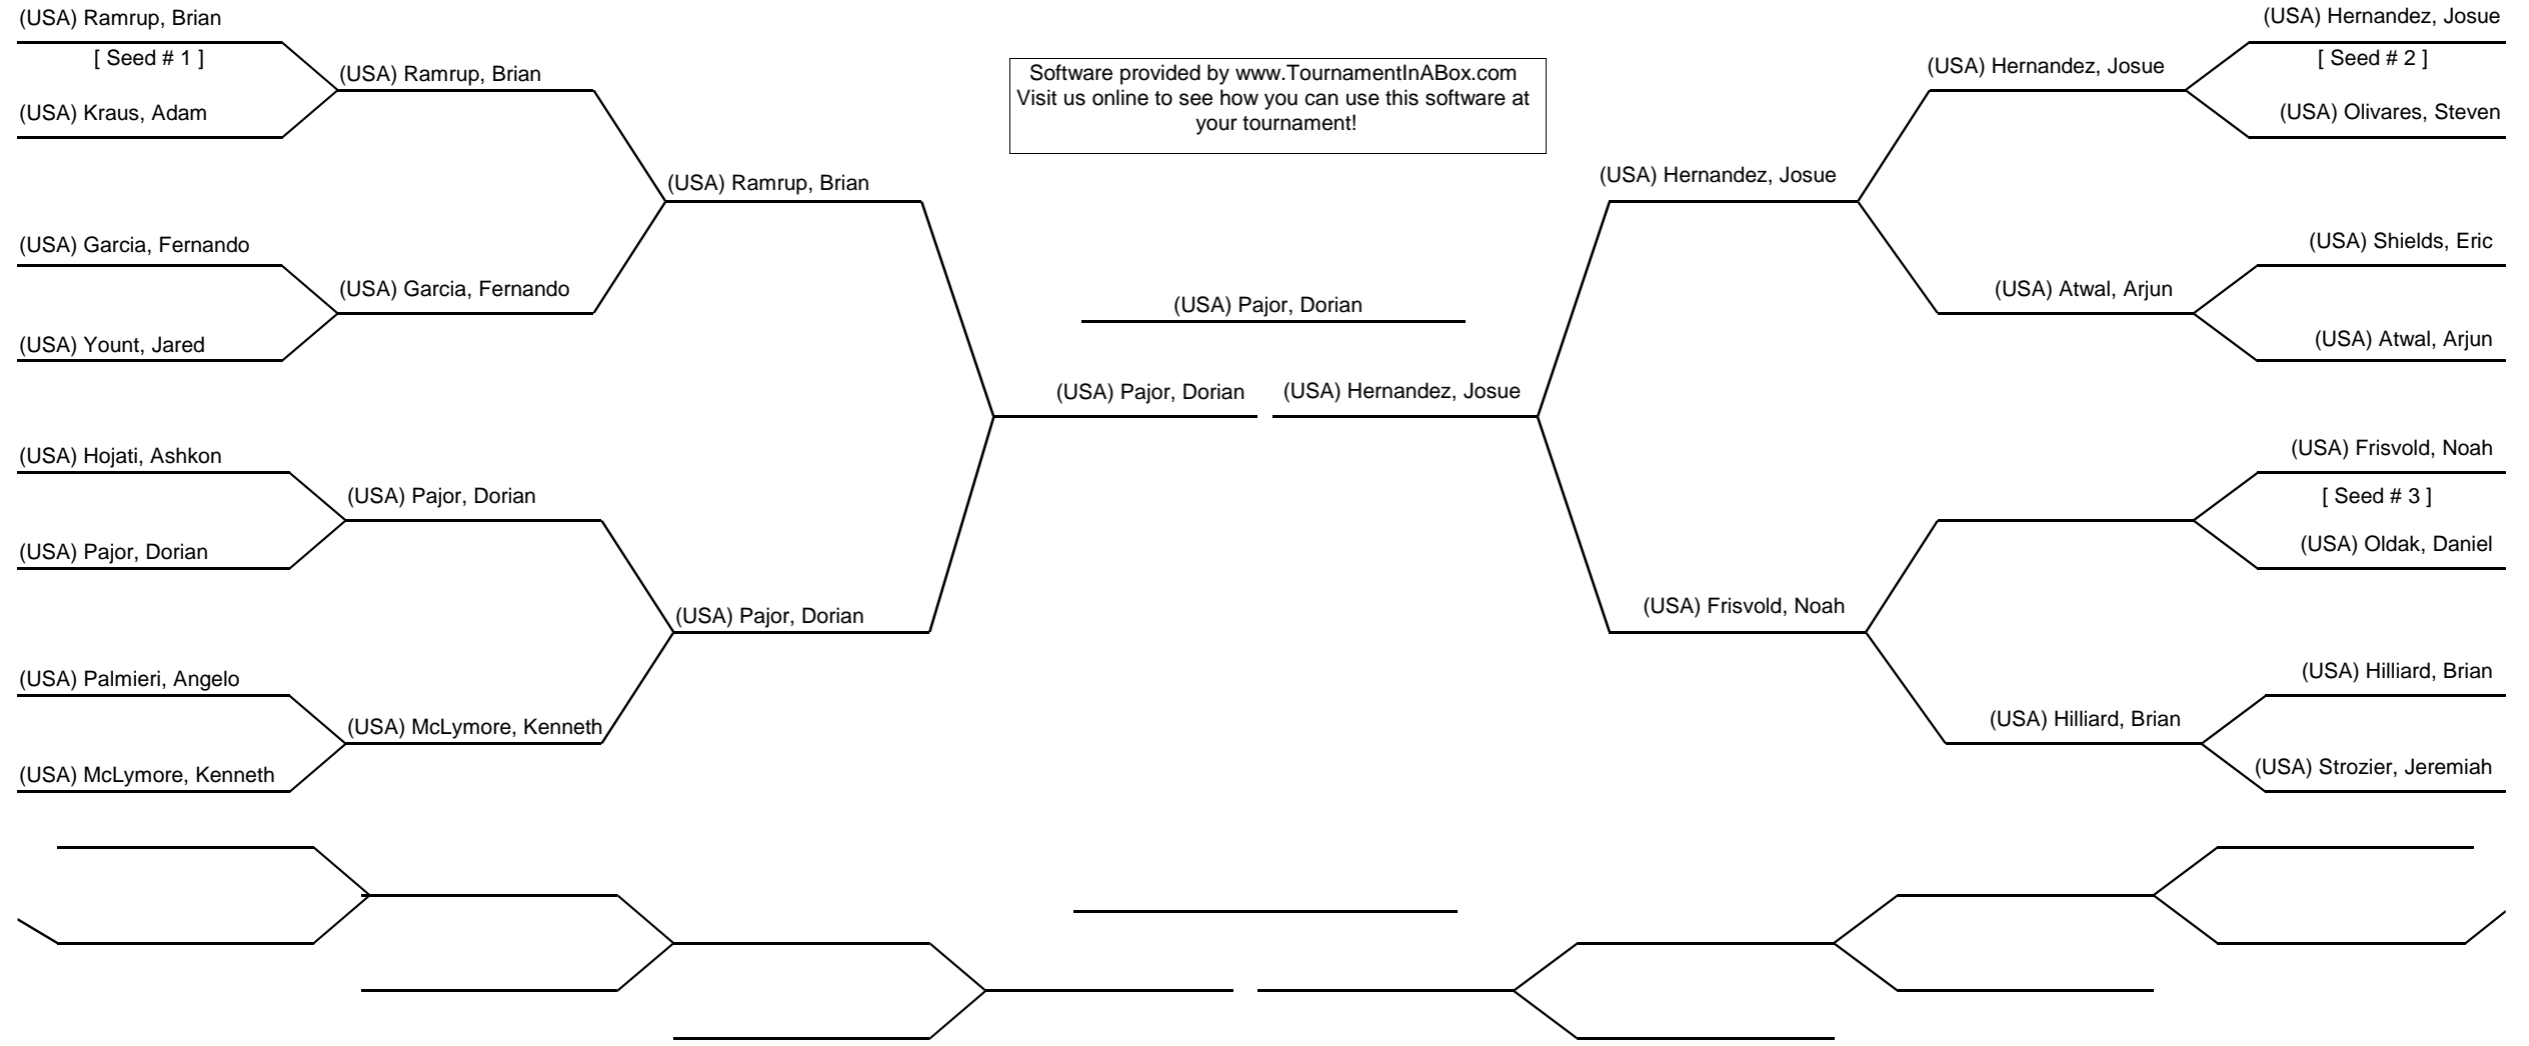 (USA) Ramrup, Brian
[ Seed # 1 ]
(USA) Kraus, Adam
(USA) Garcia, Fernando
(USA) Yount, Jared
(USA) Hojati, Ashkon
(USA) Pajor, Dorian
(USA) Palmieri, Angelo
(USA) McLymore, Kenneth
(USA) Ramrup, Brian
(USA) Garcia, Fernando
(USA) Pajor, Dorian
(USA) McLymore, Kenneth
(USA) Ramrup, Brian
(USA) Pajor, Dorian
Software provided by www.TournamentInABox.com
Visit us online to see how you can use this software at
your tournament!
(USA) Pajor, Dorian
(USA) Pajor, Dorian
(USA) Hernandez, Josue
(USA) Hernandez, Josue
(USA) Frisvold, Noah
(USA) Hernandez, Josue
(USA) Atwal, Arjun
(USA) Hilliard, Brian
(USA) Hernandez, Josue
[ Seed # 2 ]
(USA) Olivares, Steven
(USA) Shields, Eric
(USA) Atwal, Arjun
(USA) Frisvold, Noah
[ Seed # 3 ]
(USA) Oldak, Daniel
(USA) Hilliard, Brian
(USA) Strozier, Jeremiah